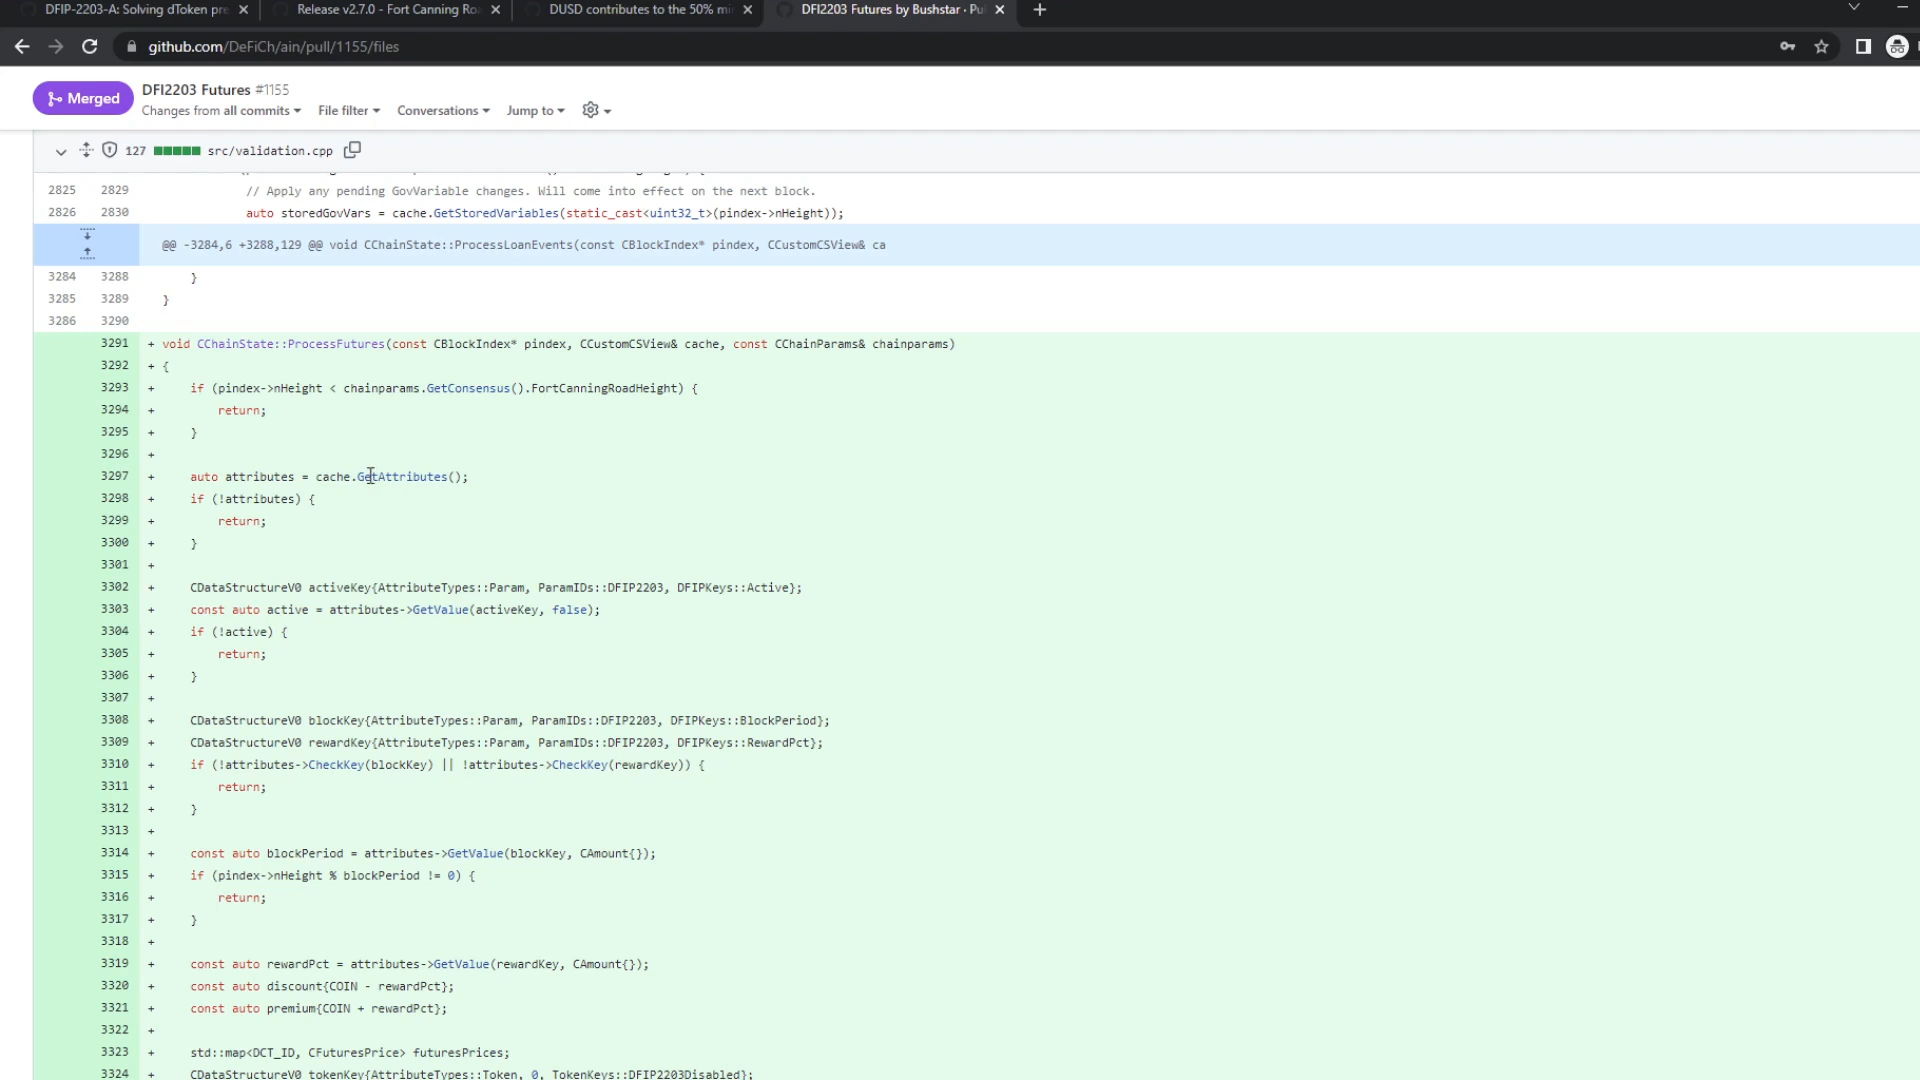 DFIP-2203-A: Solving dToken pre
Release v2.7.0 - Fort Canning Ro
DUSD contributes to the 50% mi
DFI2203 Futures by Bushstar · Pu
github.com/DeFiCh/ain/pull/1155/files
Merged
DFI2203 Futures #1155
Changes from all commits File filter Conversations Jump to
127 src/validation.cpp
2825 2829 // Apply any pending GovVariable changes. Will come into effect on the next block.
2826 2830 auto storedGovVars = cache.GetStoredVariables(static_cast<uint32_t>(pindex->nHeight));
@@ -3284,6 +3288,129 @@ void CChainState::ProcessLoanEvents(const CBlockIndex* pindex, CCustomCSView& ca
3284 3288 }
3285 3289 }
3286 3290
3291 + void CChainState::ProcessFutures(const CBlockIndex* pindex, CCustomCSView& cache, const CChainParams& chainparams)
3292 + {
3293 + if (pindex->nHeight < chainparams.GetConsensus().FortCanningRoadHeight) {
3294 + return;
3295 + }
3296 +
3297 + auto attributes = cache.GetAttributes();
3298 + if (!attributes) {
3299 + return;
3300 + }
3301 +
3302 + CDataStructureV0 activeKey{AttributeTypes::Param, ParamIDs::DFIP2203, DFIPKeys::Active};
3303 + const auto active = attributes->GetValue(activeKey, false);
3304 + if (!active) {
3305 + return;
3306 + }
3307 +
3308 + CDataStructureV0 blockKey{AttributeTypes::Param, ParamIDs::DFIP2203, DFIPKeys::BlockPeriod};
3309 + CDataStructureV0 rewardKey{AttributeTypes::Param, ParamIDs::DFIP2203, DFIPKeys::RewardPct};
3310 + if (!attributes->CheckKey(blockKey) || !attributes->CheckKey(rewardKey)) {
3311 + return;
3312 + }
3313 +
3314 + const auto blockPeriod = attributes->GetValue(blockKey, CAmount{});
3315 + if (pindex->nHeight % blockPeriod != 0) {
3316 + return;
3317 + }
3318 +
3319 + const auto rewardPct = attributes->GetValue(rewardKey, CAmount{});
3320 + const auto discount{COIN - rewardPct};
3321 + const auto premium{COIN + rewardPct};
3322 +
3323 + std::map<DCT_ID, CFuturesPrice> futuresPrices;
3324 + CDataStructureV0 tokenKey{AttributeTypes::Token, 0, TokenKeys::DFIP2203Disabled};